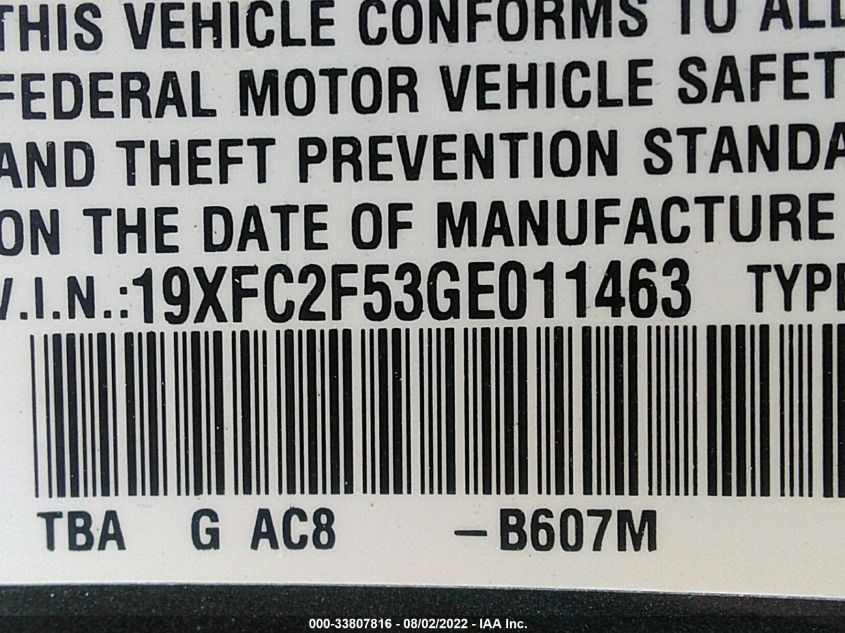 THIS VEHICLE CONFORMS TO ALL
FEDERAL MOTOR VEHICLE SAFET
AND THEFT PREVENTION STANDA
ON THE DATE OF MANUFACTURE
V.I.N.:19XFC2F53GE011463 TYPE
TBA G AC8 -B607M
000-33807816 - 08/02/2022 - IAA Inc.